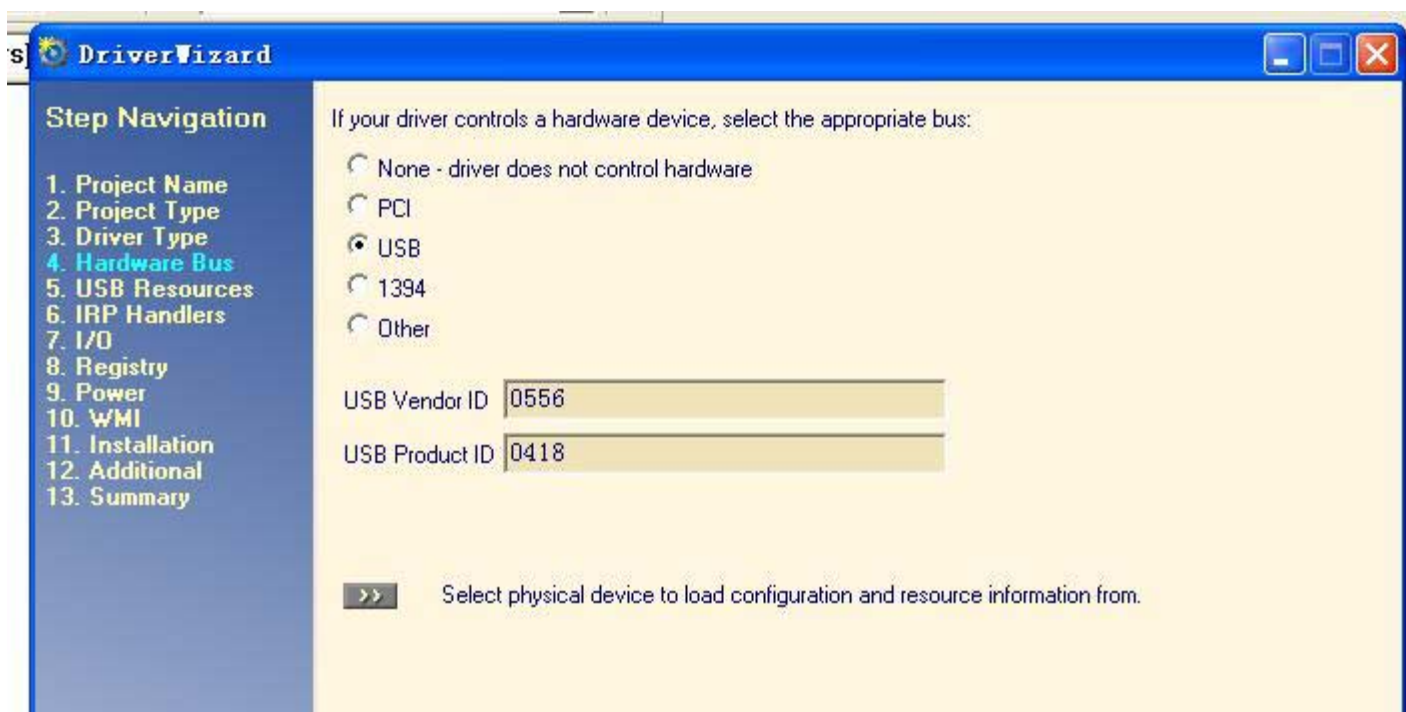 s]
DriverWizard
Step Navigation
1. Project Name
2. Project Type
3. Driver Type
4. Hardware Bus
5. USB Resources
6. IRP Handlers
7. I/O
8. Registry
9. Power
10. WMI
11. Installation
12. Additional
13. Summary
If your driver controls a hardware device, select the appropriate bus:
None - driver does not control hardware
PCI
USB
1394
Other
USB Vendor ID 0556
USB Product ID 0418
>> Select physical device to load configuration and resource information from.